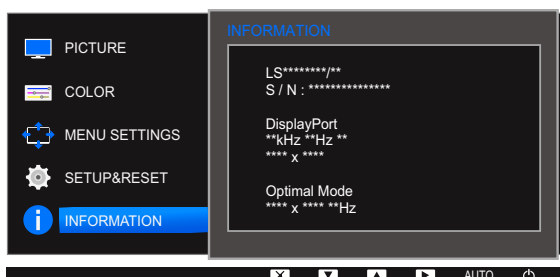 PICTURE
COLOR
MENU SETTINGS
SETUP&RESET
INFORMATION
INFORMATION
LS********/**
S / N : ***************
DisplayPort
**kHz **Hz **
**** x ****
Optimal Mode
**** x **** **Hz
AUTO